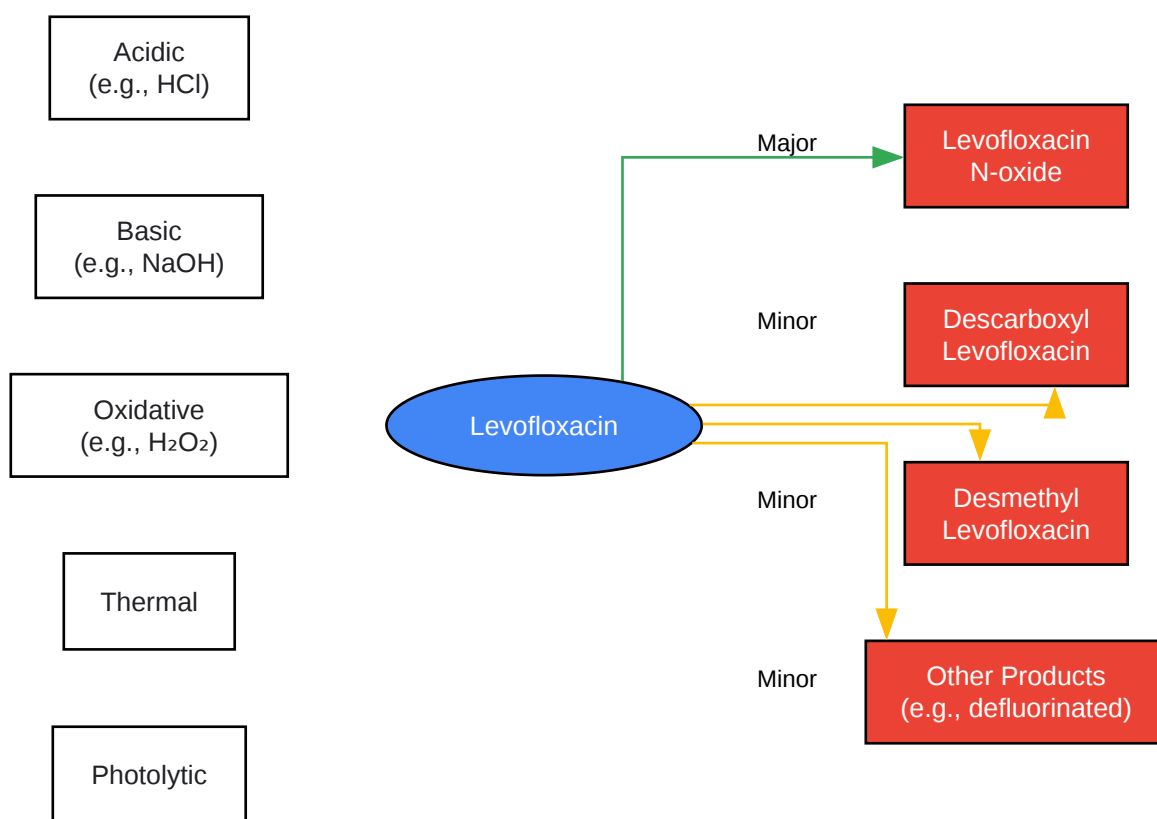 Acidic
(e.g., HCl)
Basic
(e.g., NaOH)
Oxidative
(e.g., H₂O₂)
Thermal
Photolytic
Levofloxacin
Major
Minor
Minor
Minor
Levofloxacin
N-oxide
Descarboxyl
Levofloxacin
Desmethyl
Levofloxacin
Other Products
(e.g., defluorinated)